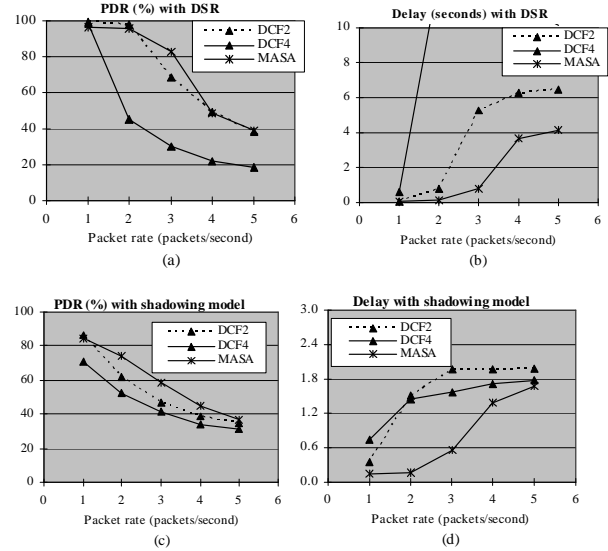 PDR (%) with DSR
100
80
60
40
20
0
DCF2
DCF4
MASA
0 1 2 3 4 5 6
Packet rate (packets/second)
(a)
Delay (seconds) with DSR
10
8
6
4
2
0
DCF2
DCF4
MASA
0 1 2 3 4 5 6
Packet rate (packets/second)
(b)
PDR (%) with shadowing model
100
80
60
40
20
0
DCF2
DCF4
MASA
0 1 2 3 4 5 6
Packet rate (packets/second)
(c)
Delay with shadowing model
3.0
2.4
1.8
1.2
0.6
0.0
DCF2
DCF4
MASA
0 1 2 3 4 5 6
Packet rate (packets/second)
(d)